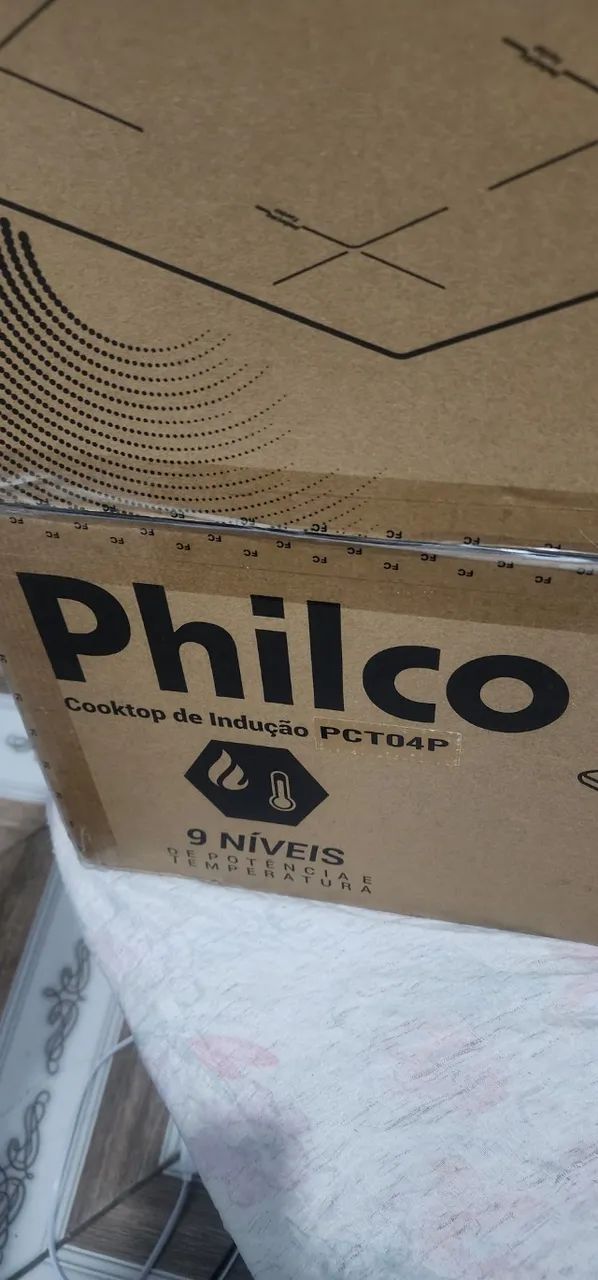 Philco
Cooktop de Indução PCT04P
9 NÍVEIS
DE POTÊNCIA E
TEMPERATURA